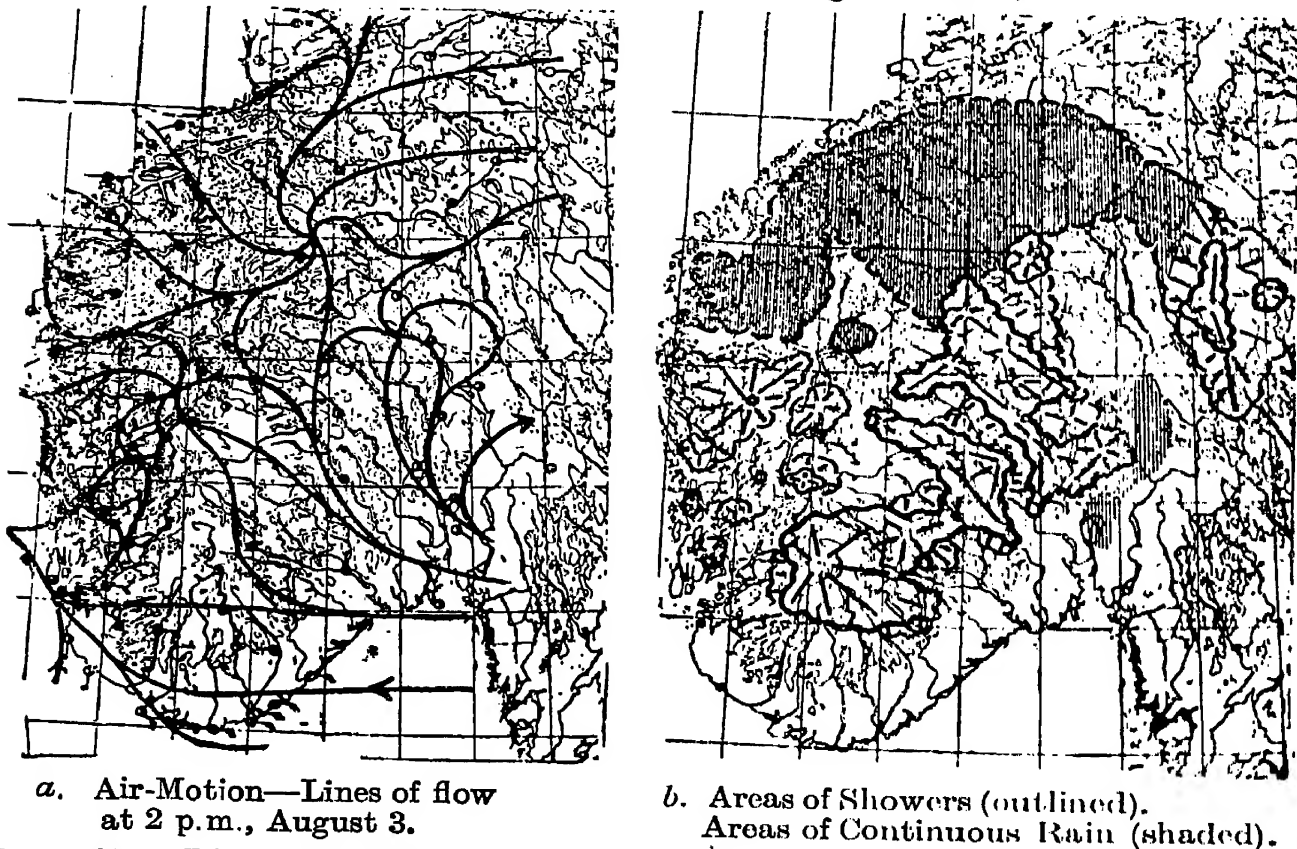 a. Air-Motion—Lines of flow
at 2 p.m., August 3.
b. Areas of Showers (outlined).
Areas of Continuous Rain (shaded).